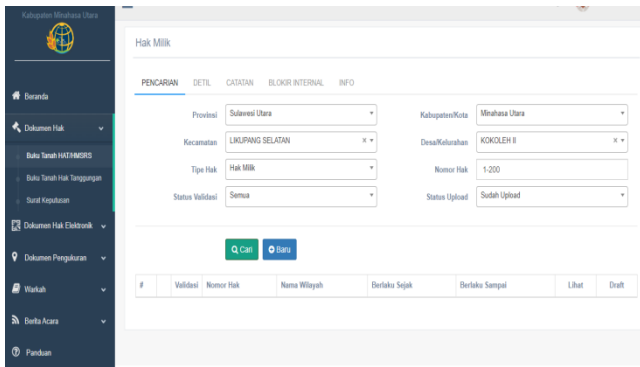 Kabupaten Minahasa Utara
Beranda
Dokumen Hak
Buku Tanah HAT/HMSRS
Buku Tanah Hak Tanggungan
Surat Keputusan
Dokumen Hak Elektronik
Dokumen Pengukuran
Warkah
Berita Acara
Panduan
Hak Milik
PENCARIAN DETIL CATATAN BLOKIR INTERNAL INFO
Provinsi Sulawesi Utara Kabupaten/Kota Minahasa Utara
Kecamatan LIKUPANG SELATAN x Desa/Kelurahan KOKOLEH II x
Tipe Hak Hak Milik Nomor Hak 1-200
Status Validasi Semua Status Upload Sudah Upload
Cari Baru
# Validasi Nomor Hak Nama Wilayah Berlaku Sejak Berlaku Sampai Lihat Draft